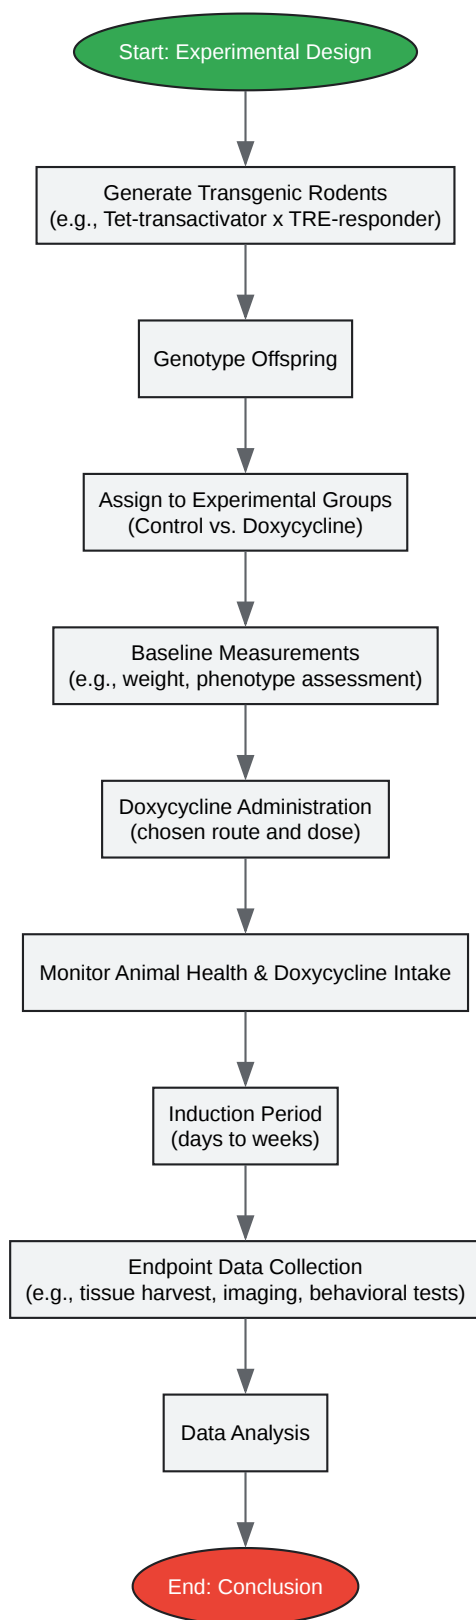 Start: Experimental Design
Generate Transgenic Rodents
(e.g., Tet-transactivator x TRE-responder)
Genotype Offspring
Assign to Experimental Groups
(Control vs. Doxycycline)
Baseline Measurements
(e.g., weight, phenotype assessment)
Doxycycline Administration
(chosen route and dose)
Monitor Animal Health & Doxycycline Intake
Induction Period
(days to weeks)
Endpoint Data Collection
(e.g., tissue harvest, imaging, behavioral tests)
Data Analysis
End: Conclusion